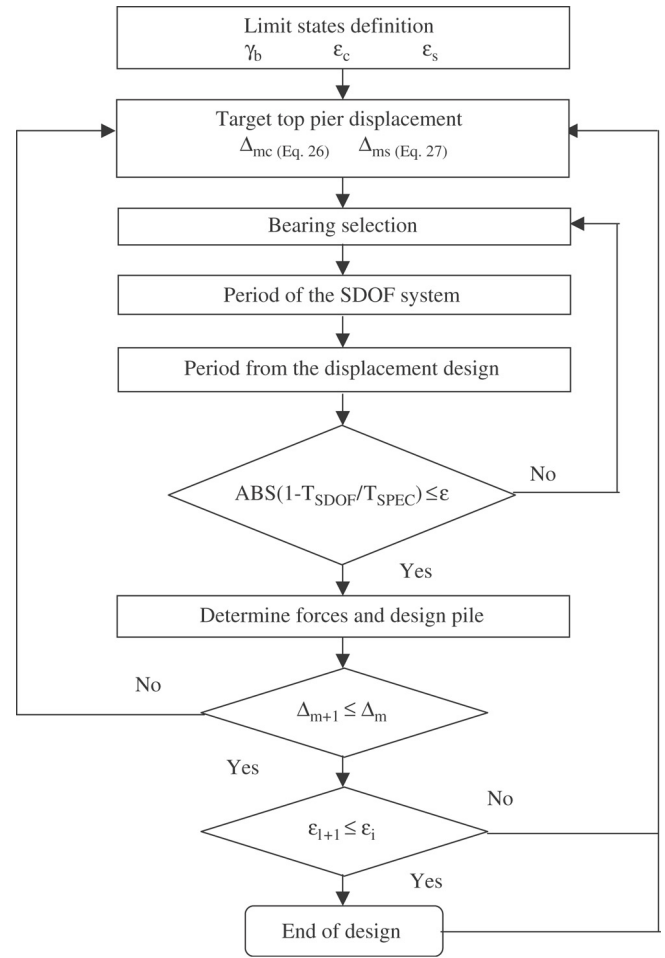 Limit states definition
γb εc εs
Target top pier displacement
Δmc (Eq. 26) Δms (Eq. 27)
Bearing selection
Period of the SDOF system
Period from the displacement design
ABS(1-TSDOF/TSPEC)≤ε
No
Yes
Determine forces and design pile
No
Δm+1 ≤ Δm
Yes
No
εl+1 ≤ εi
Yes
End of design